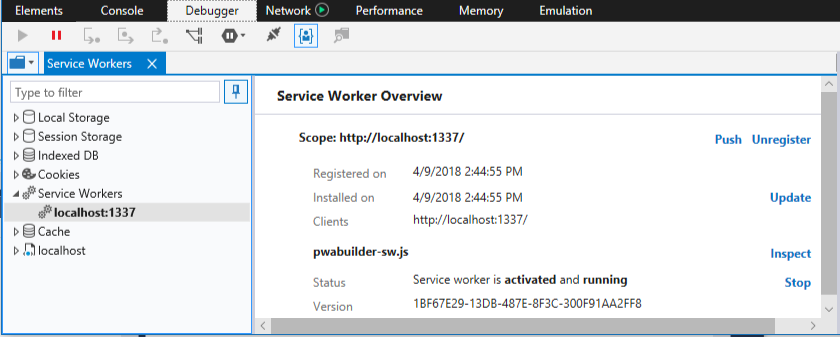 Elements Console Debugger Network Performance Memory Emulation
Service Workers
Type to filter
Local Storage
Session Storage
Indexed DB
Cookies
Service Workers
localhost:1337
Cache
localhost
Service Worker Overview
Scope: http://localhost:1337/ Push Unregister
Registered on 4/9/2018 2:44:55 PM
Installed on 4/9/2018 2:44:55 PM Update
Clients http://localhost:1337/
pwabuilder-sw.js Inspect
Status Service worker is activated and running Stop
Version 1BF67E29-13DB-487E-8F3C-300F91AA2FF8